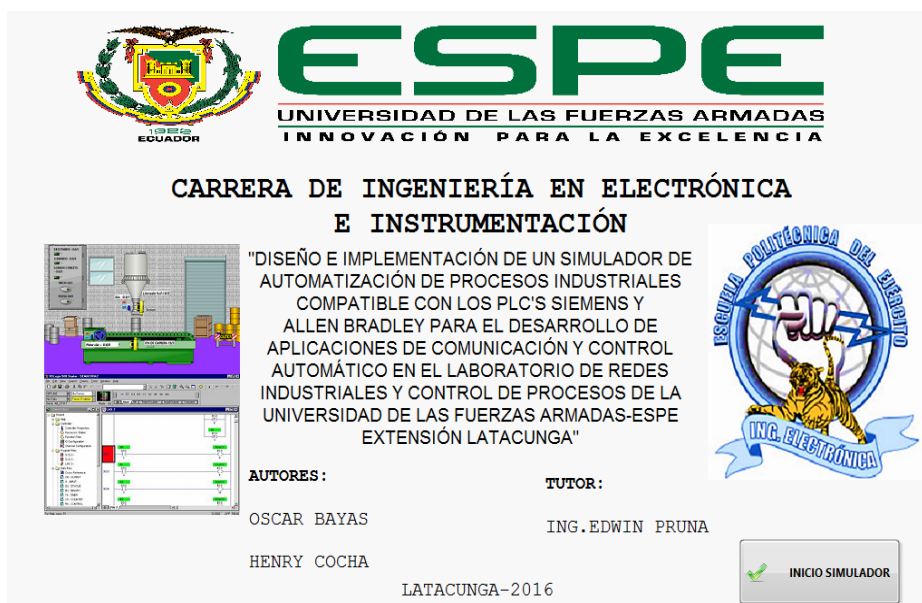 ESPE
UNIVERSIDAD DE LAS FUERZAS ARMADAS
INNOVACIÓN PARA LA EXCELENCIA
1922
ECUADOR
CARRERA DE INGENIERÍA EN ELECTRÓNICA
E INSTRUMENTACIÓN
"DISEÑO E IMPLEMENTACIÓN DE UN SIMULADOR DE
AUTOMATIZACIÓN DE PROCESOS INDUSTRIALES
COMPATIBLE CON LOS PLC'S SIEMENS Y
ALLEN BRADLEY PARA EL DESARROLLO DE
APLICACIONES DE COMUNICACIÓN Y CONTROL
AUTOMÁTICO EN EL LABORATORIO DE REDES
INDUSTRIALES Y CONTROL DE PROCESOS DE LA
UNIVERSIDAD DE LAS FUERZAS ARMADAS-ESPE
EXTENSIÓN LATACUNGA"
ESCUELA POLITÉCNICA DEL EJÉRCITO
ING. ELECTRÓNICA
AUTORES:
OSCAR BAYAS
HENRY COCHA
TUTOR:
ING.EDWIN PRUNA
LATACUNGA-2016
INICIO SIMULADOR